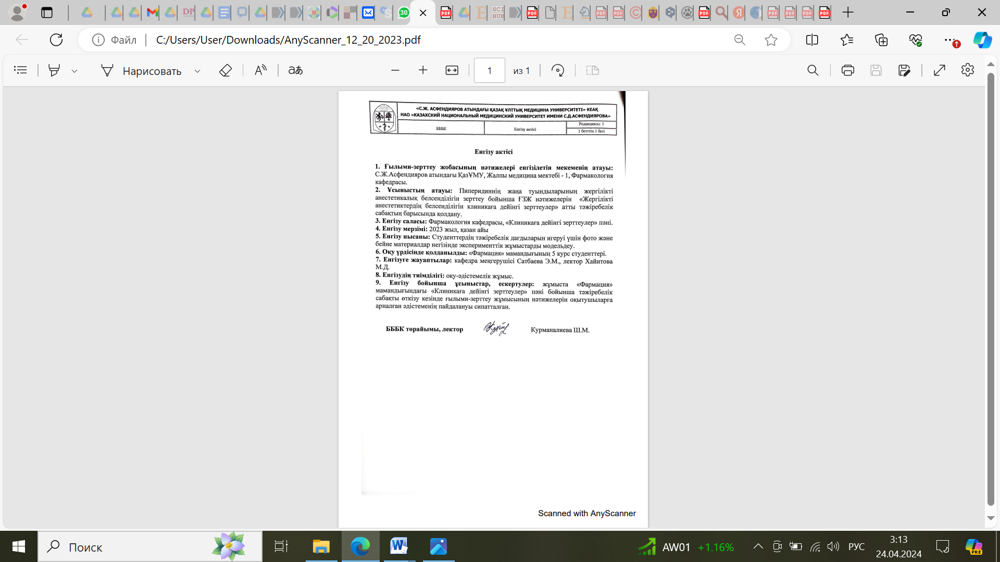 30
Файл
C:/Users/User/Downloads/AnyScanner_12_20_2023.pdf
Нарисовать
1
из 1
«С.Ж. АСФЕНДИЯРОВ АТЫНДАҒЫ ҚАЗАҚ ҰЛТТЫҚ МЕДИЦИНА УНИВЕРСИТЕТІ» КЕАҚ
НАО «КАЗАХСКИЙ НАЦИОНАЛЬНЫЙ МЕДИЦИНСКИЙ УНИВЕРСИТЕТ ИМЕНИ С.Д.АСФЕНДИЯРОВА»
БББК
Енгізу актісі
Редакциясы: 1
1 беттің 1 беті
Енгізу актісі
1. Ғылыми-зерттеу жобасының нәтижелері енгізілетін мекеменің атауы:
С.Ж.Асфендияров атындағы ҚазҰМУ, Жалпы медицина мектебі - 1, Фармакология
кафедрасы.
2. Ұсыныстың атауы: Пиперидиннің жаңа туындыларының жергілікті
анестетикалық белсенділігін зерттеу бойынша ҒЗЖ нәтижелерін «Жергілікті
анестетиктердің белсенділігін клиникаға дейінгі зерттеулер» атты тәжіребелік
сабақтың барысында қолдану.
3. Енгізу саласы: Фармакология кафедрасы, «Клиникаға дейінгі зерттеулер» пәні.
4. Енгізу мерзімі: 2023 жыл, қазан айы
5. Енгізу нысаны: Студенттердің тәжірибелік дағдыларын игеруі үшін фото және
бейне материалдар негізінде эксперименттік жұмыстарды модельдеу.
6. Оқу үрдісінде қолданылды: «Фармация» мамандығының 5 курс студенттері.
7. Енгізуге жауаптылар: кафедра меңгерушісі Сатбаева Э.М., лектор Хайитова
М.Д.
8. Енгізудің тиімділігі: оқу-әдістемелік жұмыс.
9. Енгізу бойынша ұсыныстар, ескертулер: жұмыста «Фармация»
мамандығындағы «Клиникаға дейінгі зерттеулер» пәні бойынша тәжіребелік
сабақты өткізу кезінде ғылыми-зерттеу жұмысының нәтижелерін оқытушыларға
арналған әдістеменің пайдалануы сипатталған.
БББК төрайымы, лектор
Курманалиева Ш.М.
Scanned with AnyScanner
Поиск
AW01 +1.16%
РУС
3:13
24.04.2024
PRE